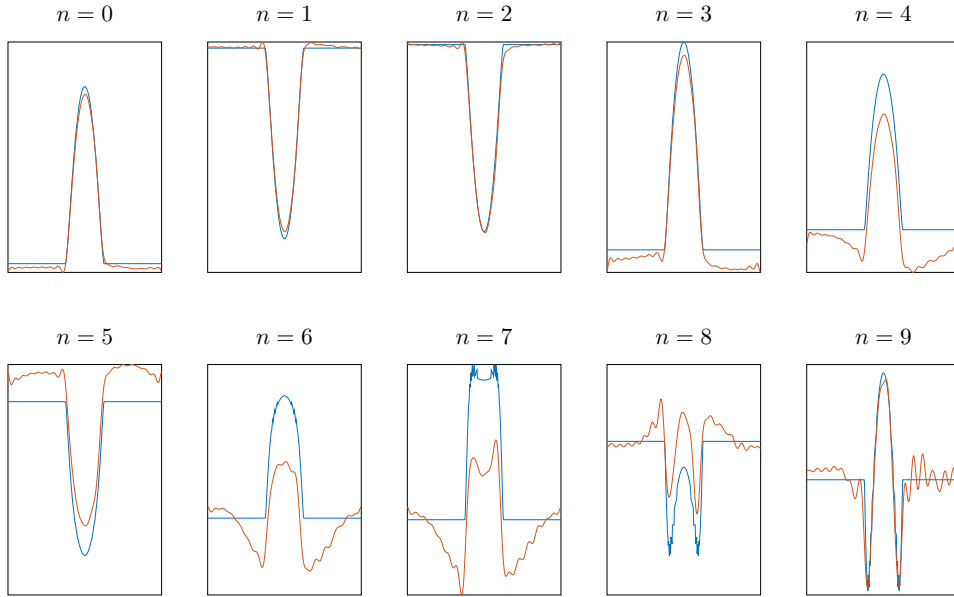 n = 0 n = 1 n = 2 n = 3 n = 4
n = 5 n = 6 n = 7 n = 8 n = 9